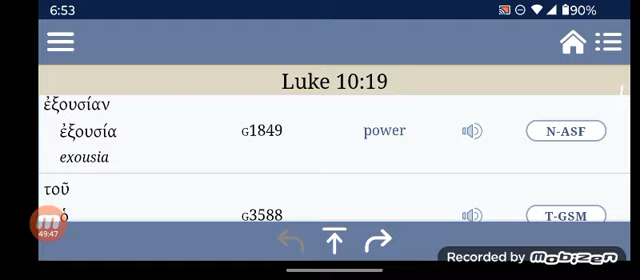 6:53
90%
Luke 10:19
ἐξουσίαν
ἐξουσία G1849 power N-ASF
exousia
τοῦ
ὁ G3588 T-GSM
49:47
Recorded by mobizen